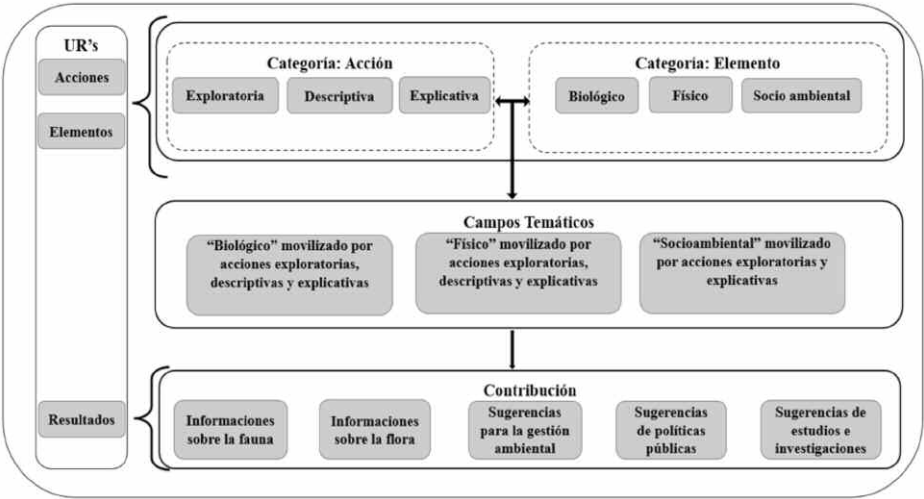 UR's
Acciones
Elementos
Resultados
Categoría: Acción
Exploratoria
Descriptiva
Explicativa
Categoría: Elemento
Biológico
Físico
Socio ambiental
Campos Temáticos
“Biológico” movilizado por
acciones exploratorias,
descriptivas y explicativas
“Físico” movilizado por
acciones exploratorias,
descriptivas y explicativas
“Socioambiental” movilizado
por acciones exploratorias y
explicativas
Contribución
Informaciones
sobre la fauna
Informaciones
sobre la flora
Sugerencias
para la gestión
ambiental
Sugerencias
de políticas
públicas
Sugerencias de
estudios e
investigaciones